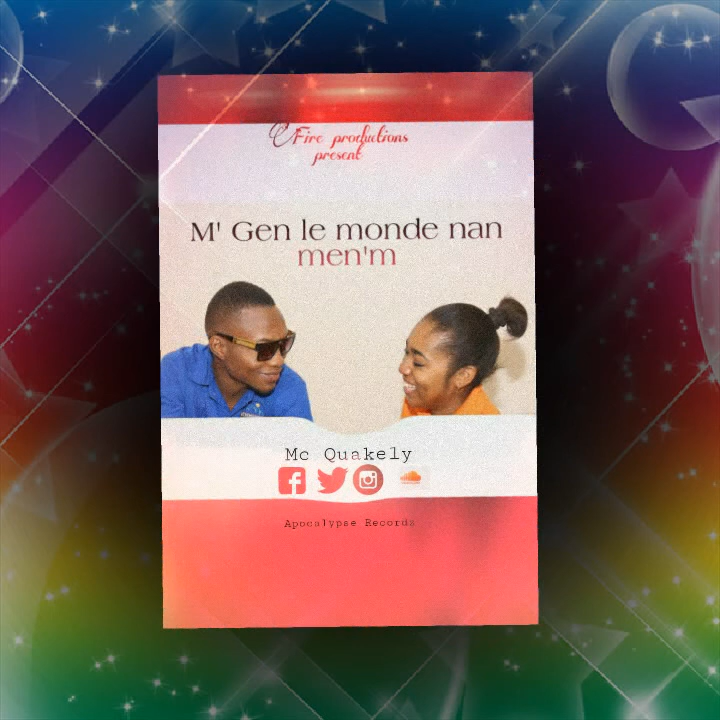 Fire productions
present
M' Gen le monde nan
men'm
Mc Quakely
Apocalypse Records